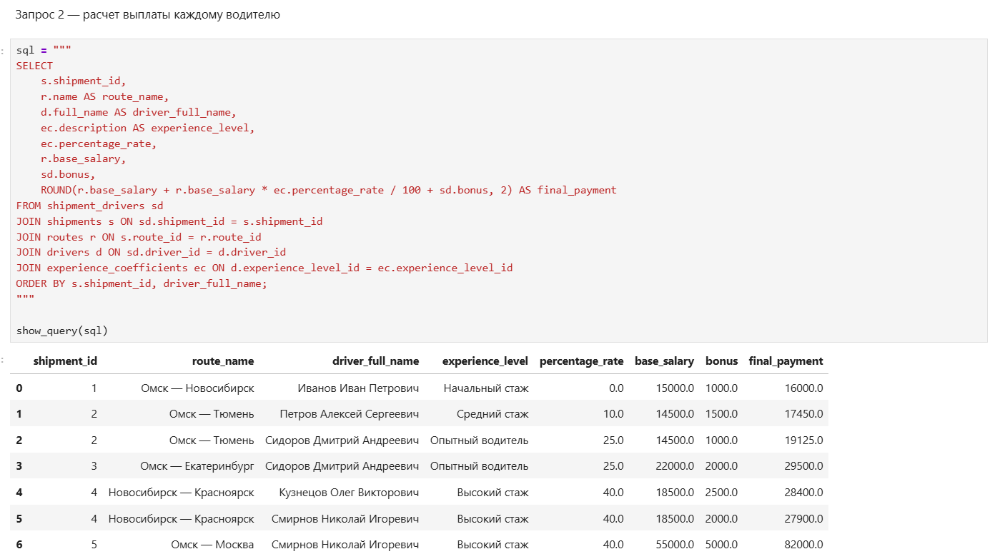 Запрос 2 — расчет выплаты каждому водителю
: sql = """
SELECT
    s.shipment_id,
    r.name AS route_name,
    d.full_name AS driver_full_name,
    ec.description AS experience_level,
    ec.percentage_rate,
    r.base_salary,
    sd.bonus,
    ROUND(r.base_salary + r.base_salary * ec.percentage_rate / 100 + sd.bonus, 2) AS final_payment
FROM shipment_drivers sd
JOIN shipments s ON sd.shipment_id = s.shipment_id
JOIN routes r ON s.route_id = r.route_id
JOIN drivers d ON sd.driver_id = d.driver_id
JOIN experience_coefficients ec ON d.experience_level_id = ec.experience_level_id
ORDER BY s.shipment_id, driver_full_name;
"""
show_query(sql)
: shipment_id route_name driver_full_name experience_level percentage_rate base_salary bonus final_payment
0 1 Омск — Новосибирск Иванов Иван Петрович Начальный стаж 0.0 15000.0 1000.0 16000.0
1 2 Омск — Тюмень Петров Алексей Сергеевич Средний стаж 10.0 14500.0 1500.0 17450.0
2 2 Омск — Тюмень Сидоров Дмитрий Андреевич Опытный водитель 25.0 14500.0 1000.0 19125.0
3 3 Омск — Екатеринбург Сидоров Дмитрий Андреевич Опытный водитель 25.0 22000.0 2000.0 29500.0
4 4 Новосибирск — Красноярск Кузнецов Олег Викторович Высокий стаж 40.0 18500.0 2500.0 28400.0
5 4 Новосибирск — Красноярск Смирнов Николай Игоревич Высокий стаж 40.0 18500.0 2000.0 27900.0
6 5 Омск — Москва Смирнов Николай Игоревич Высокий стаж 40.0 55000.0 5000.0 82000.0